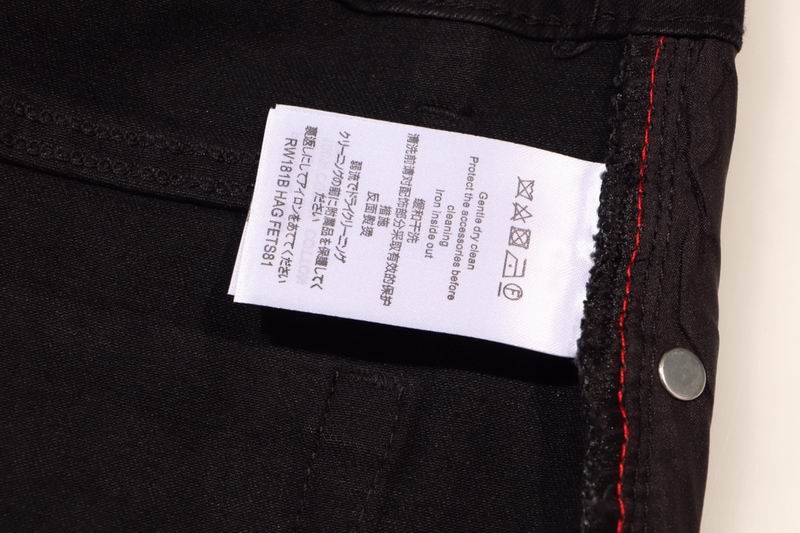 Gentle dry clean
Protect the accessories before
cleaning
Iron inside out
缓和干洗
清洗前请对配饰部分采取有效的保护
措施
反面熨烫
弱流でドライクリーニング
クリーニングの前に附属品を保護してく
ださい
裏返しにしてアイロンをあててください
RW181B HAG FETS81